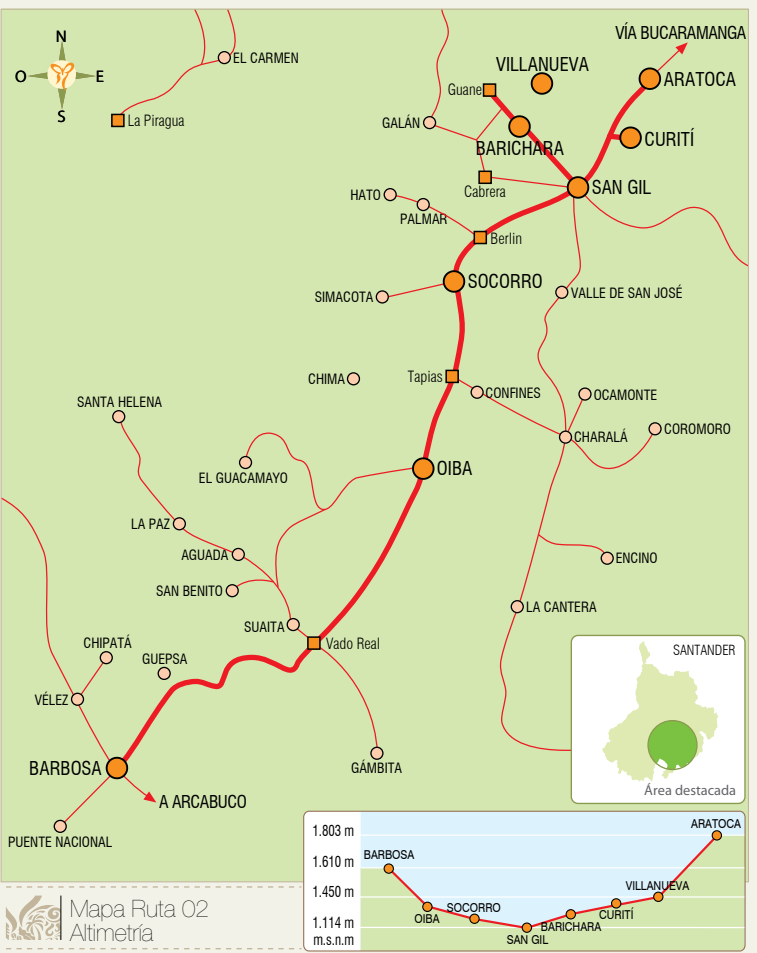 N
O
E
S
EL CARMEN
La Piragua
VÍA BUCARAMANGA
VILLANUEVA
ARATOCA
Guane
GALÁN
BARICHARA
CURITÍ
Cabrera
SAN GIL
HATO
PALMAR
Berlin
SOCORRO
SIMACOTA
VALLE DE SAN JOSÉ
CHIMA
Tapias
CONFINES
OCAMONTE
SANTA HELENA
CHARALÁ
COROMORO
EL GUACAMAYO
OIBA
LA PAZ
AGUADA
ENCINO
SAN BENITO
LA CANTERA
SUAITA
Vado Real
CHIPATÁ
GUEPSA
VÉLEZ
GÁMBITA
BARBOSA
A ARCABUCO
PUENTE NACIONAL
SANTANDER
Área destacada
1.803 m
1.610 m
1.450 m
1.114 m
m.s.n.m
BARBOSA
OIBA
SOCORRO
SAN GIL
BARICHARA
CURITÍ
VILLANUEVA
ARATOCA
Mapa Ruta 02
Altimetría